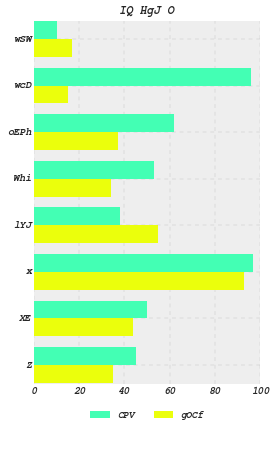 IQ HgJ O
wSW
wcD
oEPh
Whi
lYJ
x
XE
Z
0 20 40 60 80 100
CPV gOCf